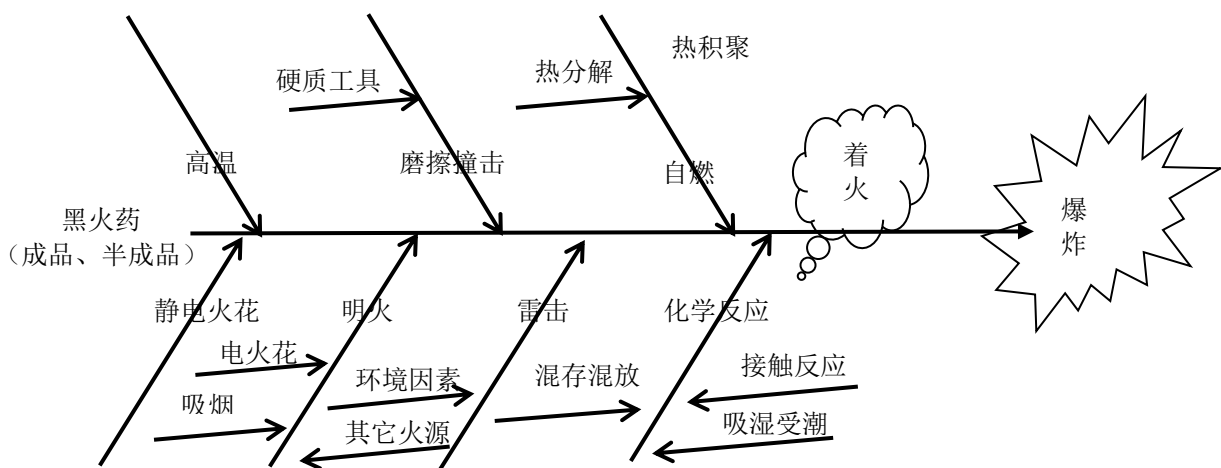 热积聚
热分解
硬质工具
着
火
高温
磨擦撞击
自燃
黑火药
（成品、半成品）
爆
炸
静电火花
明火
雷击
化学反应
电火花
环境因素
混存混放
接触反应
吸烟
其它火源
吸湿受潮